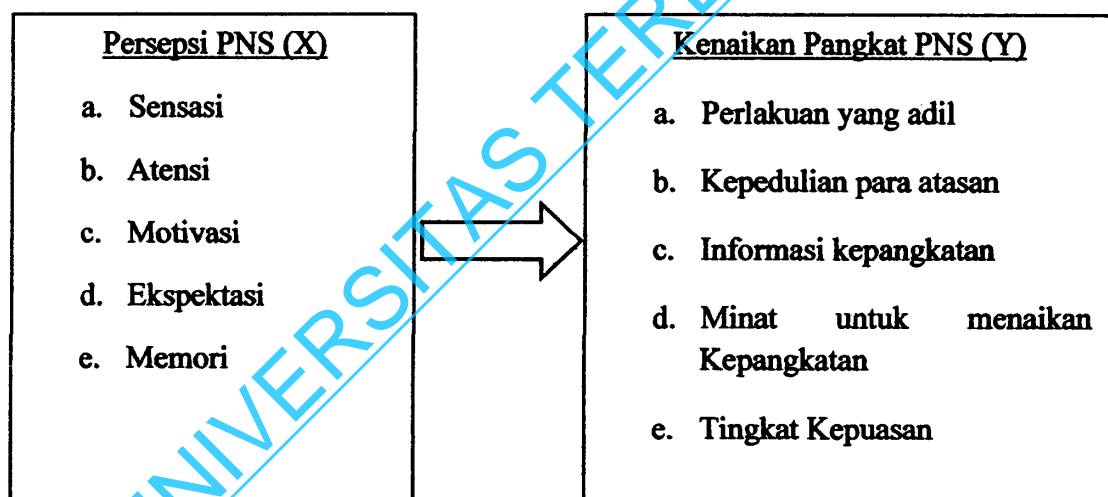 Persepsi PNS (X)
a. Sensasi
b. Atensi
c. Motivasi
d. Ekspektasi
e. Memori
Kenaikan Pangkat PNS (Y)
a. Perlakuan yang adil
b. Kepedulian para atasan
c. Informasi kepangkatan
d. Minat untuk menaikan
Kepangkatan
e. Tingkat Kepuasan
UNIVERSITAS